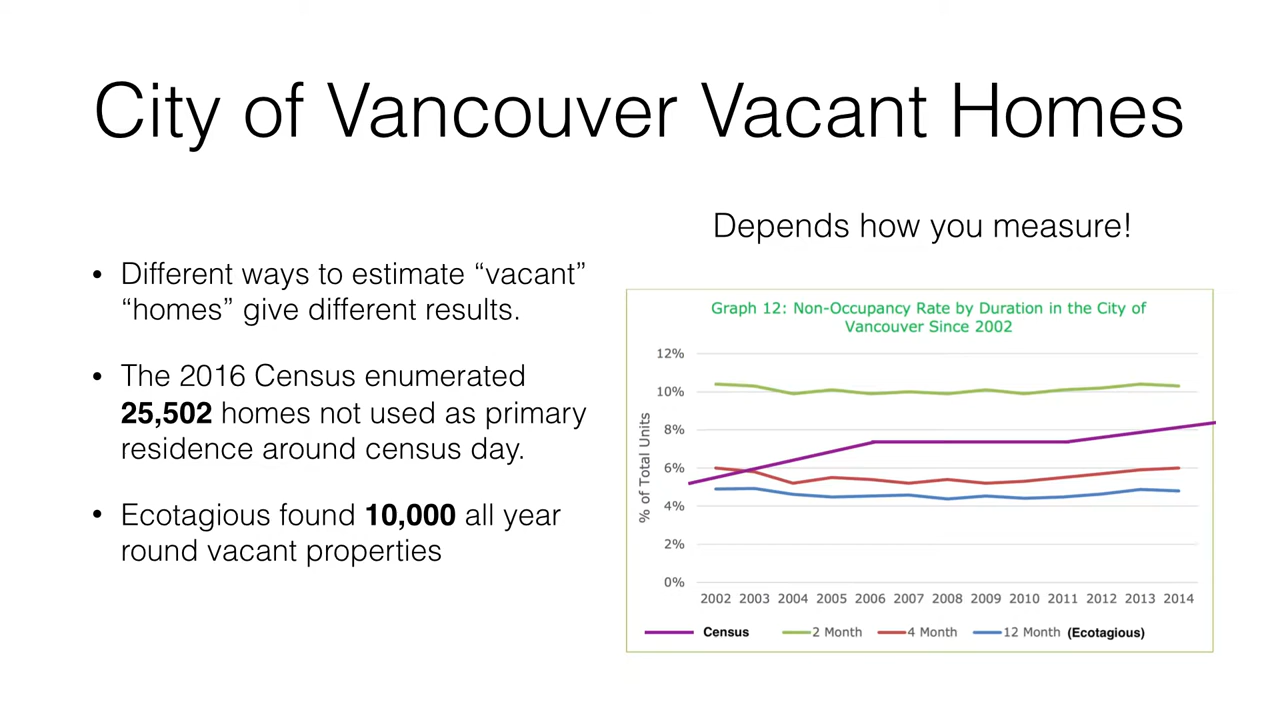 City of Vancouver Vacant Homes
• Different ways to estimate “vacant”
“homes” give different results.
• The 2016 Census enumerated
25,502 homes not used as primary
residence around census day.
• Ecotagious found 10,000 all year
round vacant properties
Depends how you measure!
Graph 12: Non-Occupancy Rate by Duration in the City of
Vancouver Since 2002
% of Total Units
12%
10%
8%
6%
4%
2%
0%
2002 2003 2004 2005 2006 2007 2008 2009 2010 2011 2012 2013 2014
Census 2 Month 4 Month 12 Month (Ecotagious)